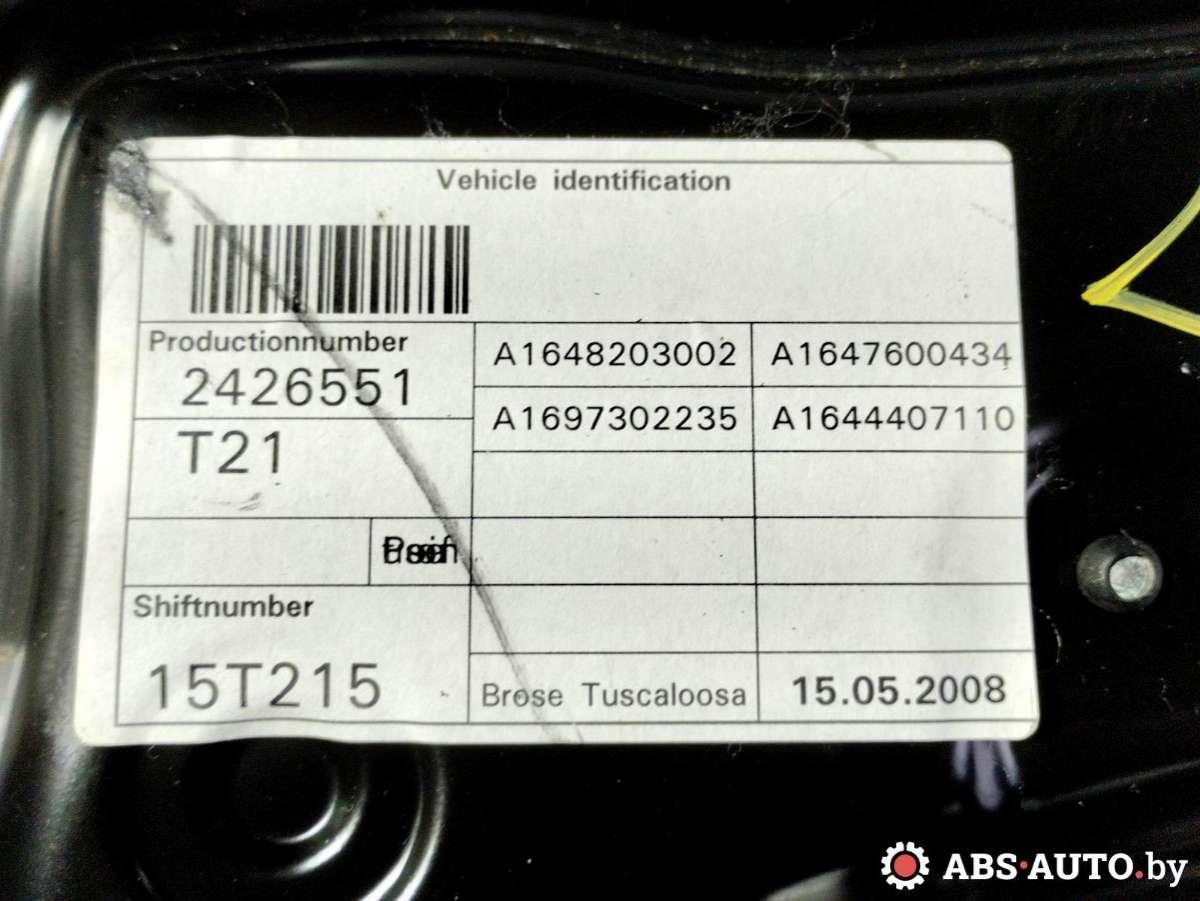 Vehicle identification
Productionnumber
2426551
A1648203002
A1647600434
A1697302235
A1644407110
T21
Shiftnumber
15T215
Brose Tuscaloosa
15.05.2008
ABS·AUTO.by